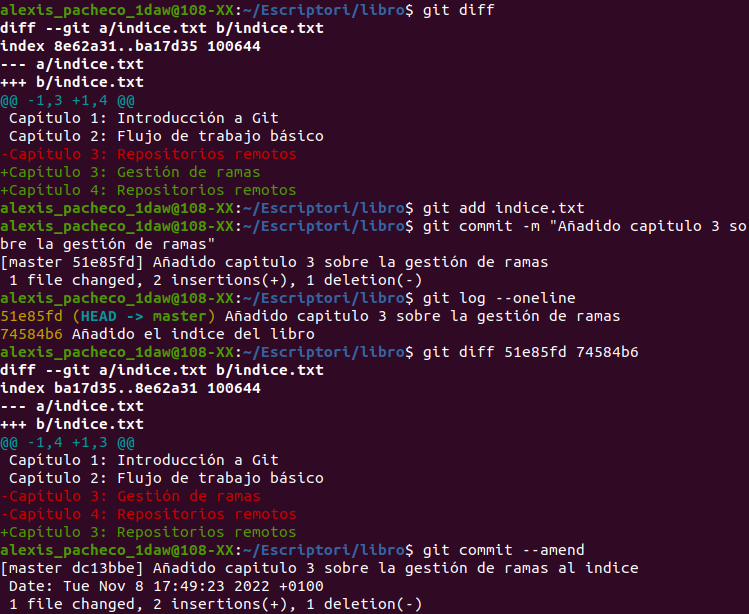 alexis_pacheco_1daw@108-XX:~/Escriptori/libro$ git diff
diff --git a/indice.txt b/indice.txt
index 8e62a31..ba17d35 100644
--- a/indice.txt
+++ b/indice.txt
@@ -1,3 +1,4 @@
 Capítulo 1: Introducción a Git
 Capítulo 2: Flujo de trabajo básico
-Capítulo 3: Repositorios remotos
+Capítulo 3: Gestión de ramas
+Capítulo 4: Repositorios remotos
alexis_pacheco_1daw@108-XX:~/Escriptori/libro$ git add indice.txt
alexis_pacheco_1daw@108-XX:~/Escriptori/libro$ git commit -m "Añadido capitulo 3 so
bre la gestión de ramas"
[master 51e85fd] Añadido capitulo 3 sobre la gestión de ramas
 1 file changed, 2 insertions(+), 1 deletion(-)
alexis_pacheco_1daw@108-XX:~/Escriptori/libro$ git log --oneline
51e85fd (HEAD -> master) Añadido capitulo 3 sobre la gestión de ramas
74584b6 Añadido el indice del libro
alexis_pacheco_1daw@108-XX:~/Escriptori/libro$ git diff 51e85fd 74584b6
diff --git a/indice.txt b/indice.txt
index ba17d35..8e62a31 100644
--- a/indice.txt
+++ b/indice.txt
@@ -1,4 +1,3 @@
 Capítulo 1: Introducción a Git
 Capítulo 2: Flujo de trabajo básico
-Capítulo 3: Gestión de ramas
-Capítulo 4: Repositorios remotos
+Capítulo 3: Repositorios remotos
alexis_pacheco_1daw@108-XX:~/Escriptori/libro$ git commit --amend
[master dc13bbe] Añadido capitulo 3 sobre la gestión de ramas al indice
 Date: Tue Nov 8 17:49:23 2022 +0100
 1 file changed, 2 insertions(+), 1 deletion(-)